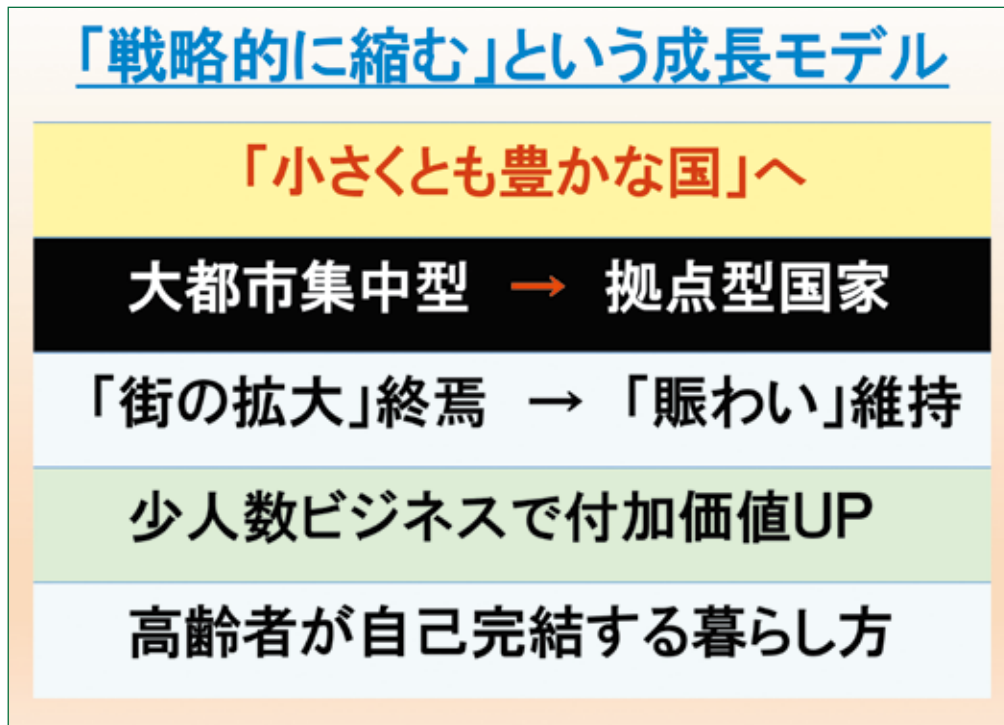 「戦略的に縮む」という成長モデル
「小さくとも豊かな国」へ
大都市集中型 → 拠点型国家
「街の拡大」終焉 → 「賑わい」維持
少人数ビジネスで付加価値UP
高齢者が自己完結する暮らし方